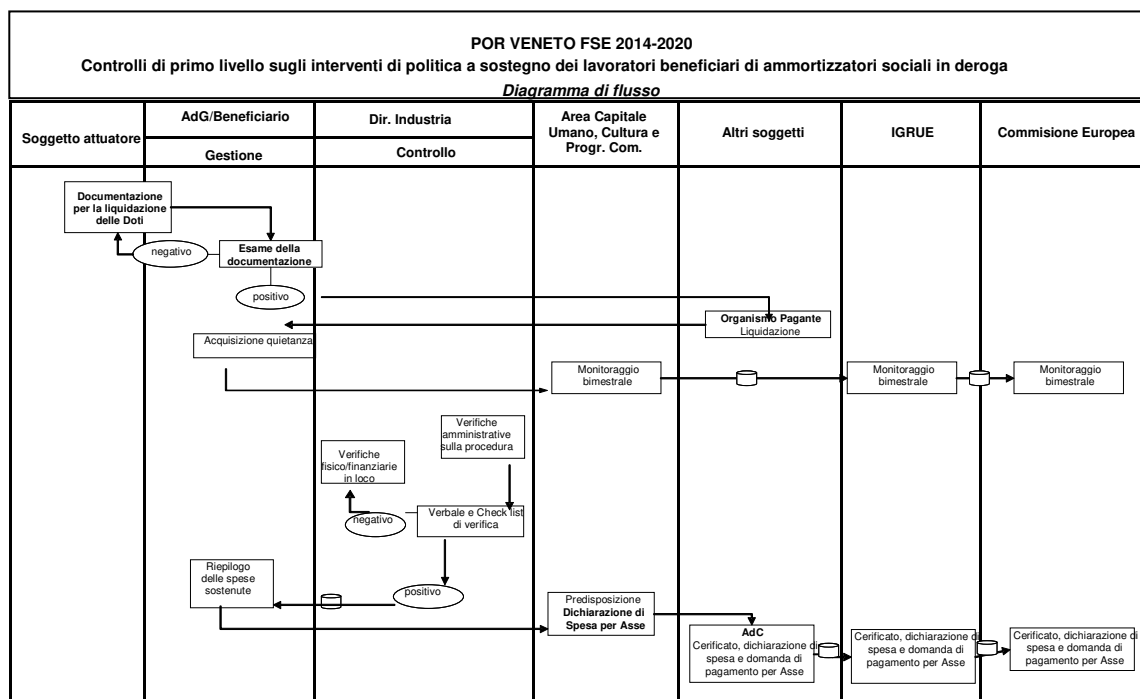 POR VENETO FSE 2014-2020
Controlli di primo livello sugli interventi di politica a sostegno dei lavoratori beneficiari di ammortizzatori sociali in deroga
Diagramma di flusso
Soggetto attuatore
AdG/Beneficiario
Gestione
Dir. Industria
Controllo
Area Capitale
Umano, Cultura e
Progr. Com.
Altri soggetti
IGRUE
Commisione Europea
Documentazione
per la liquidazione
delle Doti
negativo
Esame della
documentazione
positivo
Organismo Pagante
Liquidazione
Acquisizione quietanza
Monitoraggio
bimestrale
Monitoraggio
bimestrale
Monitoraggio
bimestrale
Verifiche
amministrative
sulla procedura
Verifiche
fisico/finanziarie
in loco
negativo
Verbale e Check list
di verifica
Riepilogo
delle spese
sostenute
positivo
Predisposizione
Dichiarazione di
Spesa per Asse
AdC
Cerificato, dichiarazione di
spesa e domanda di
pagamento per Asse
Cerificato, dichiarazione di
spesa e domanda di
pagamento per Asse
Cerificato, dichiarazione di
spesa e domanda di
pagamento per Asse